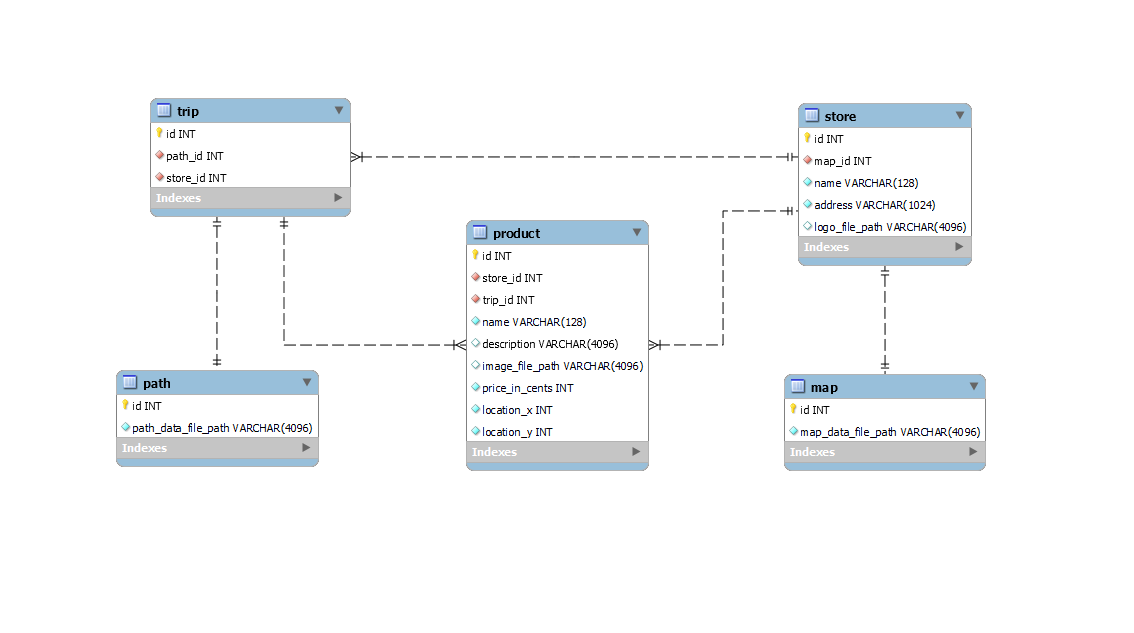 trip
id INT
path_id INT
store_id INT
Indexes
store
id INT
map_id INT
name VARCHAR(128)
address VARCHAR(1024)
logo_file_path VARCHAR(4096)
Indexes
product
id INT
store_id INT
trip_id INT
name VARCHAR(128)
description VARCHAR(4096)
image_file_path VARCHAR(4096)
price_in_cents INT
location_x INT
location_y INT
Indexes
path
id INT
path_data_file_path VARCHAR(4096)
Indexes
map
id INT
map_data_file_path VARCHAR(4096)
Indexes